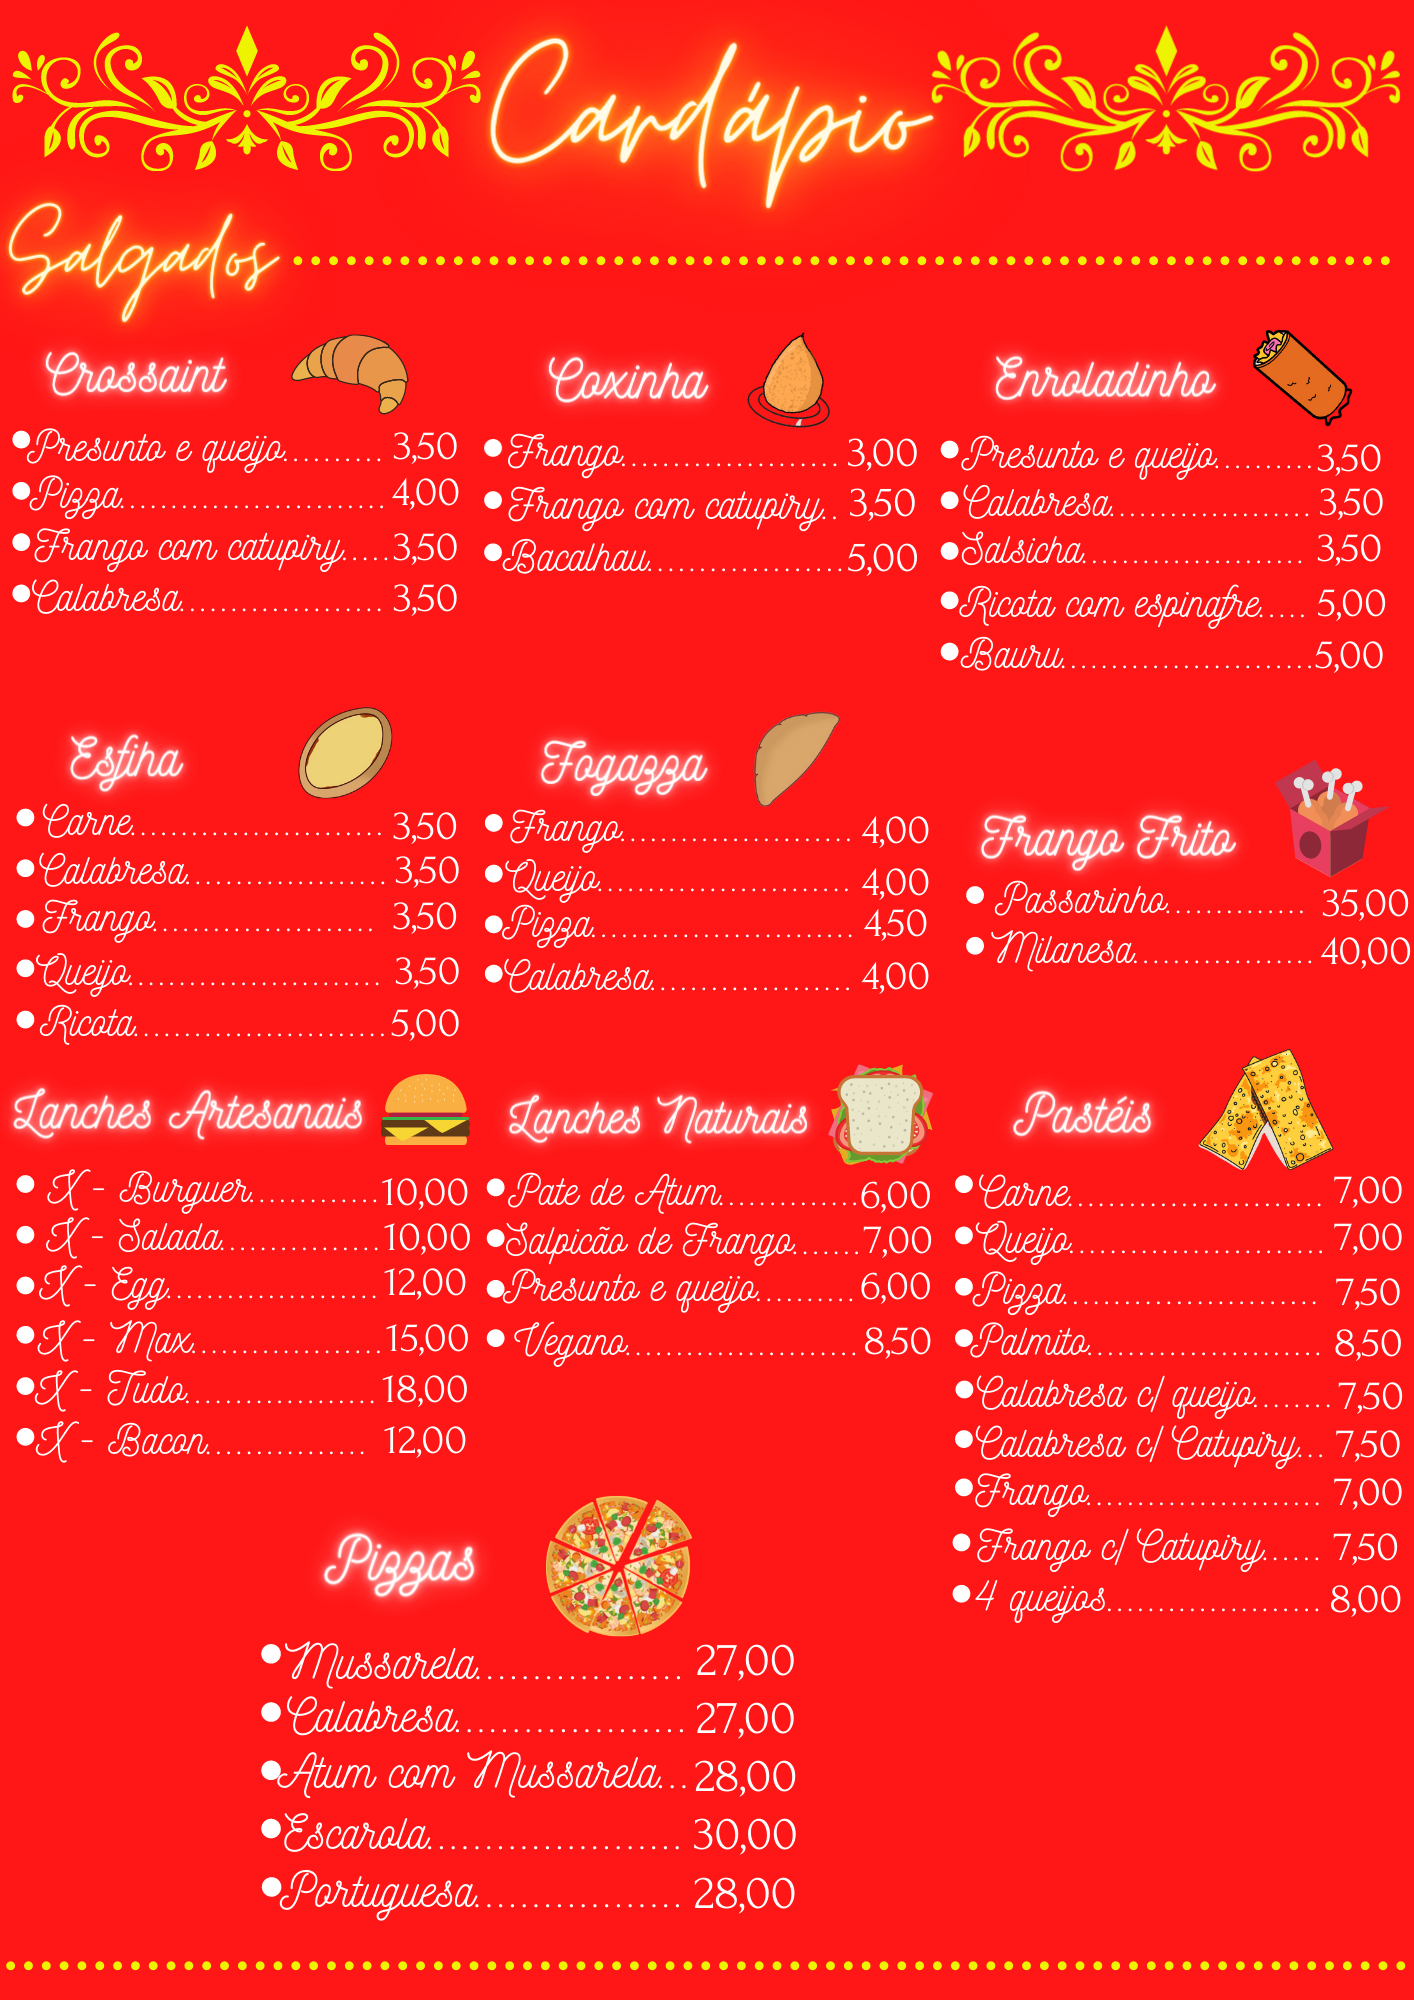 Cardápio
Salgados
Crossaint
Presunto e queijo.......... 3,50
Pizza..........................4,00
Frango com catupiry.....3,50
Calabresa.................... 3,50
Coxinha
Frango...................... 3,00
Frango com catupiry.. 3,50
Bacalhau...................5,00
Enroladinho
Presunto e queijo..........3,50
Calabresa..................... 3,50
Salsicha...................... 3,50
Ricota com espinafre..... 5,00
Bauru.........................5,00
Esfiha
Carne......................... 3,50
Calabresa.................... 3,50
Frango...................... 3,50
Queijo......................... 3,50
Ricota.........................5,00
Fogazza
Frango....................... 4,00
Queijo......................... 4,00
Pizza.......................... 4,50
Calabresa.................... 4,00
Frango Frito
Passarinho.............. 35,00
Milanesa.................. 40,00
Lanches Artesanais
X - Burguer.............10,00
X - Salada................10,00
X - Egg..................... 12,00
X - Max...................15,00
X - Tudo................... 18,00
X - Bacon................ 12,00
Lanches Naturais
Pate de Atum..............6,00
Salpicão de Frango.......7,00
Presunto e queijo..........6,00
Vegano....................... 8,50
Pastéis
Carne......................... 7,00
Queijo......................... 7,00
Pizza......................... 7,50
Palmito....................... 8,50
Calabresa c/ queijo........ 7,50
Calabresa c/ Catupiry... 7,50
Frango....................... 7,00
Frango c/ Catupiry...... 7,50
4 queijos..................... 8,00
Pizzas
Mussarela.................. 27,00
Calabresa.................... 27,00
Atum com Mussarela...28,00
Escarola...................... 30,00
Portuguesa.................. 28,00